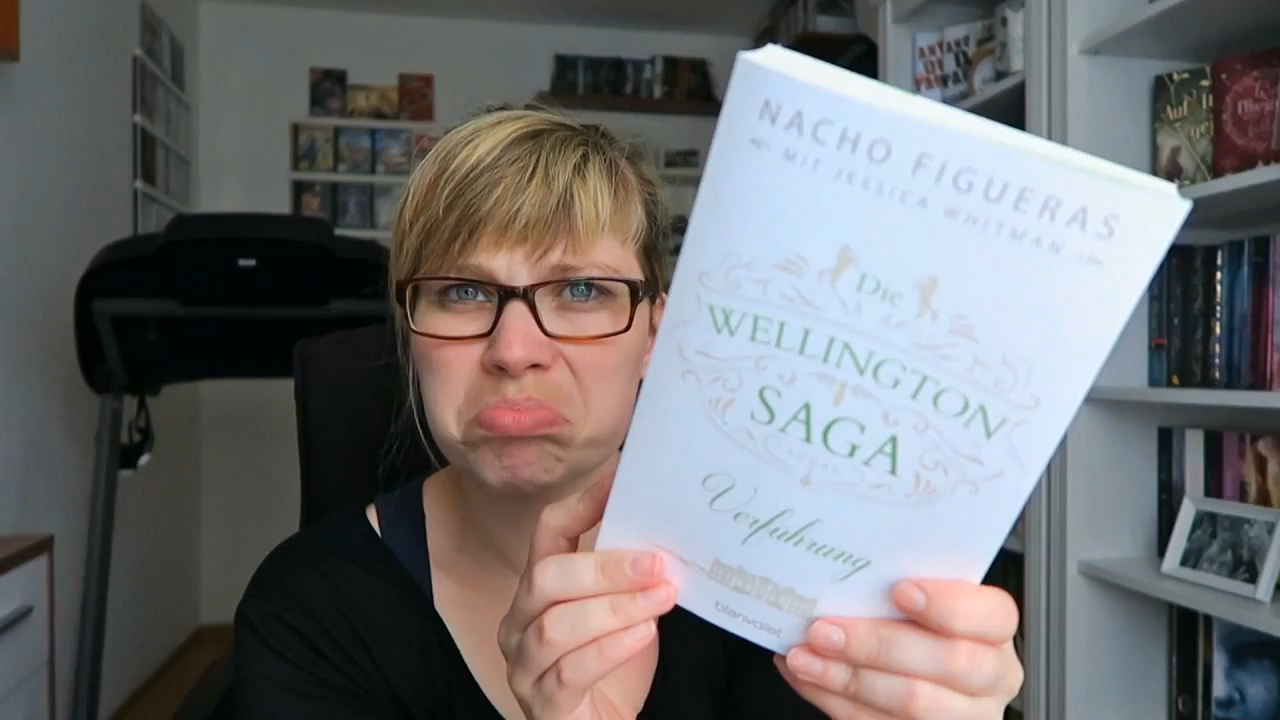 NACHO FIGUERAS
MIT JESSICA WHITMAN
Die
WELLINGTON
SAGA
Verführung
blanvalet